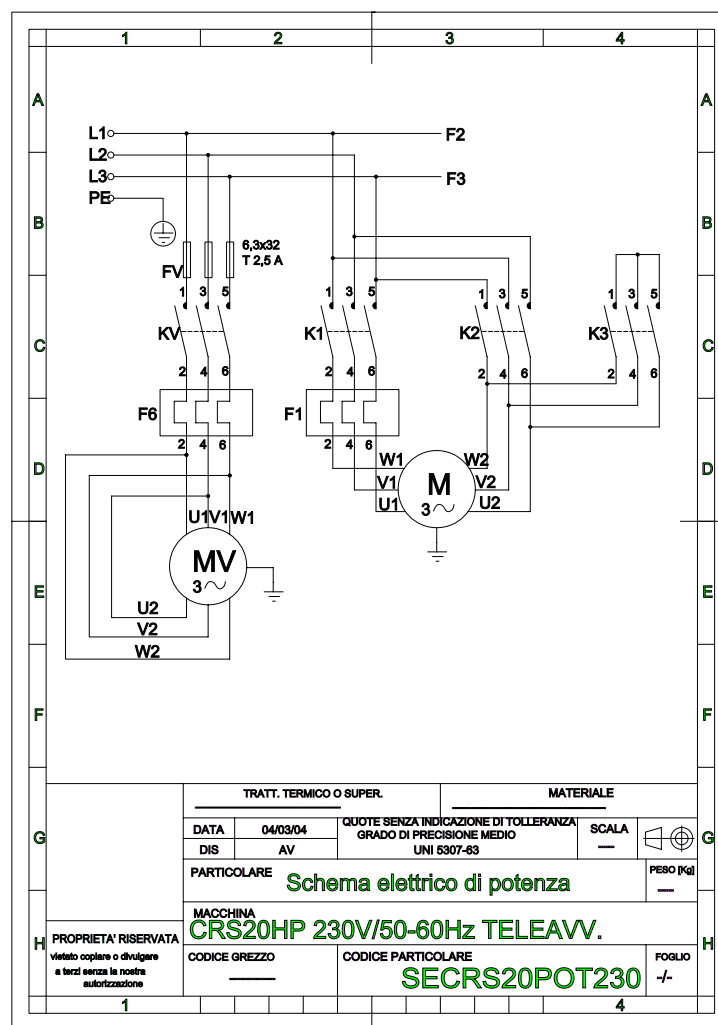 1 2 3 4
A A
L1 F2
L2
L3 F3
PE
B B
6,3x32
FV T 2,5 A
1 3 5 1 3 5 1 3 5 1 3 5
KV K1 K2 K3
C C
2 4 6 2 4 6 2 4 6 2 4 6
F6 F1
2 4 6 2 4 6
D D
W1 W2
V1 M V2
U1 3 U2
U1 V1 W1
MV
3
E E
U2
V2
W2
F F
TRATT. TERMICO O SUPER. MATERIALE
DATA 04/03/04 QUOTE SENZA INDICAZIONE DI TOLLERANZA SCALA
G GRADO DI PRECISIONE MEDIO ---- G
DIS AV UNI 5307-63
PARTICOLARE Schema elettrico di potenza PESO [Kg]
----
MACCHINA
CRS20HP 230V/50-60Hz TELEAVV.
H H
PROPRIETA' RISERVATA
vietato copiare o divulgare
a terzi senza la nostra
autorizzazione
CODICE GREZZO CODICE PARTICOLARE FOGLIO
SECRS20POT230 -/-
1 4